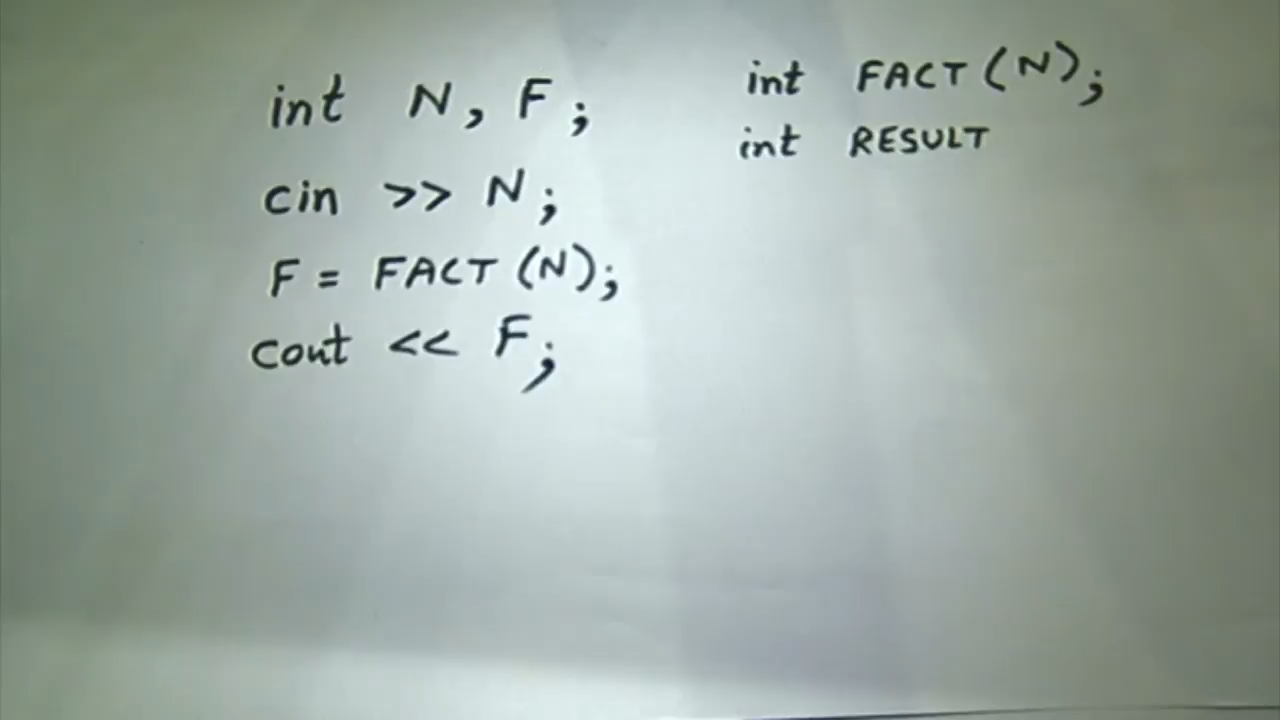 int N, F;
cin >> N;
F = FACT (N);
cout << F;
int FACT (N);
int RESULT